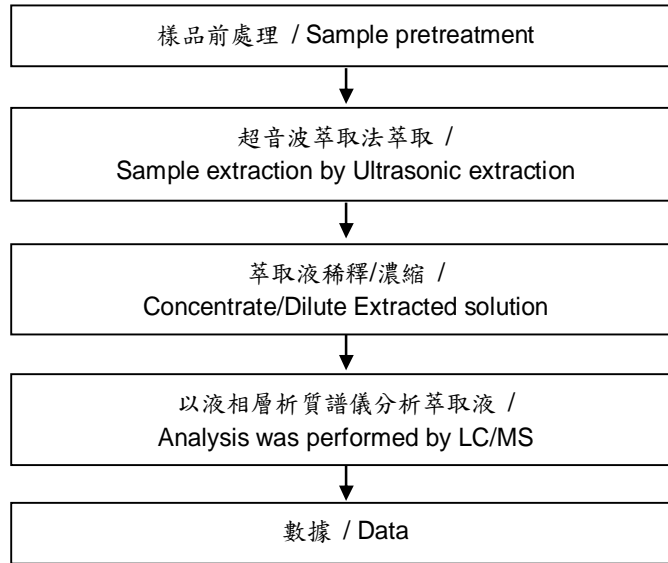 樣品前處理 / Sample pretreatment
超音波萃取法萃取 /
Sample extraction by Ultrasonic extraction
萃取液稀釋/濃縮 /
Concentrate/Dilute Extracted solution
以液相層析質譜儀分析萃取液 /
Analysis was performed by LC/MS
數據 / Data